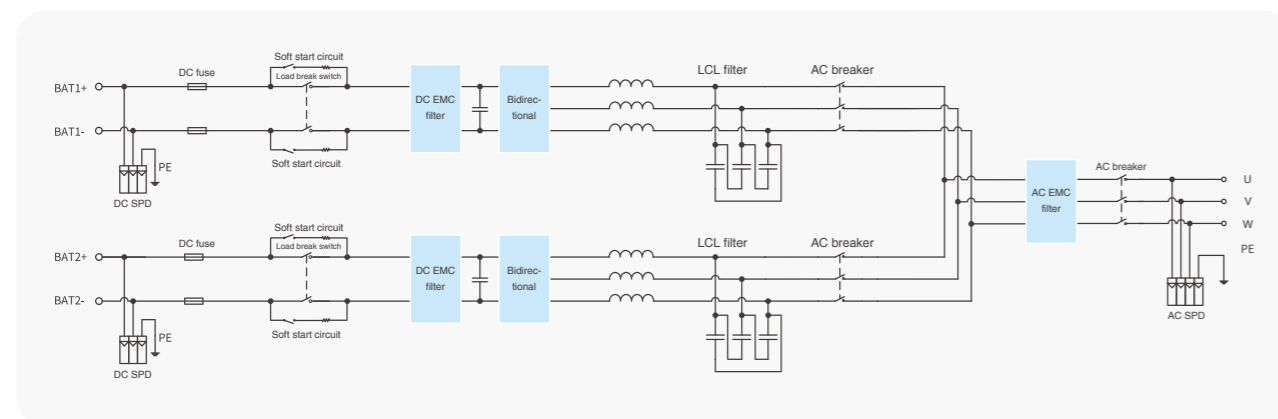 Soft start circuit
DC fuse
Load break switch
LCL filter
AC breaker
BAT1+
DC EMC
filter
Bidirec-
tional
BAT1-
Soft start circuit
PE
DC SPD
AC breaker
AC EMC
filter
U
V
W
PE
AC SPD
Soft start circuit
DC fuse
Load break switch
LCL filter
AC breaker
BAT2+
DC EMC
filter
Bidirec-
tional
BAT2-
Soft start circuit
PE
DC SPD